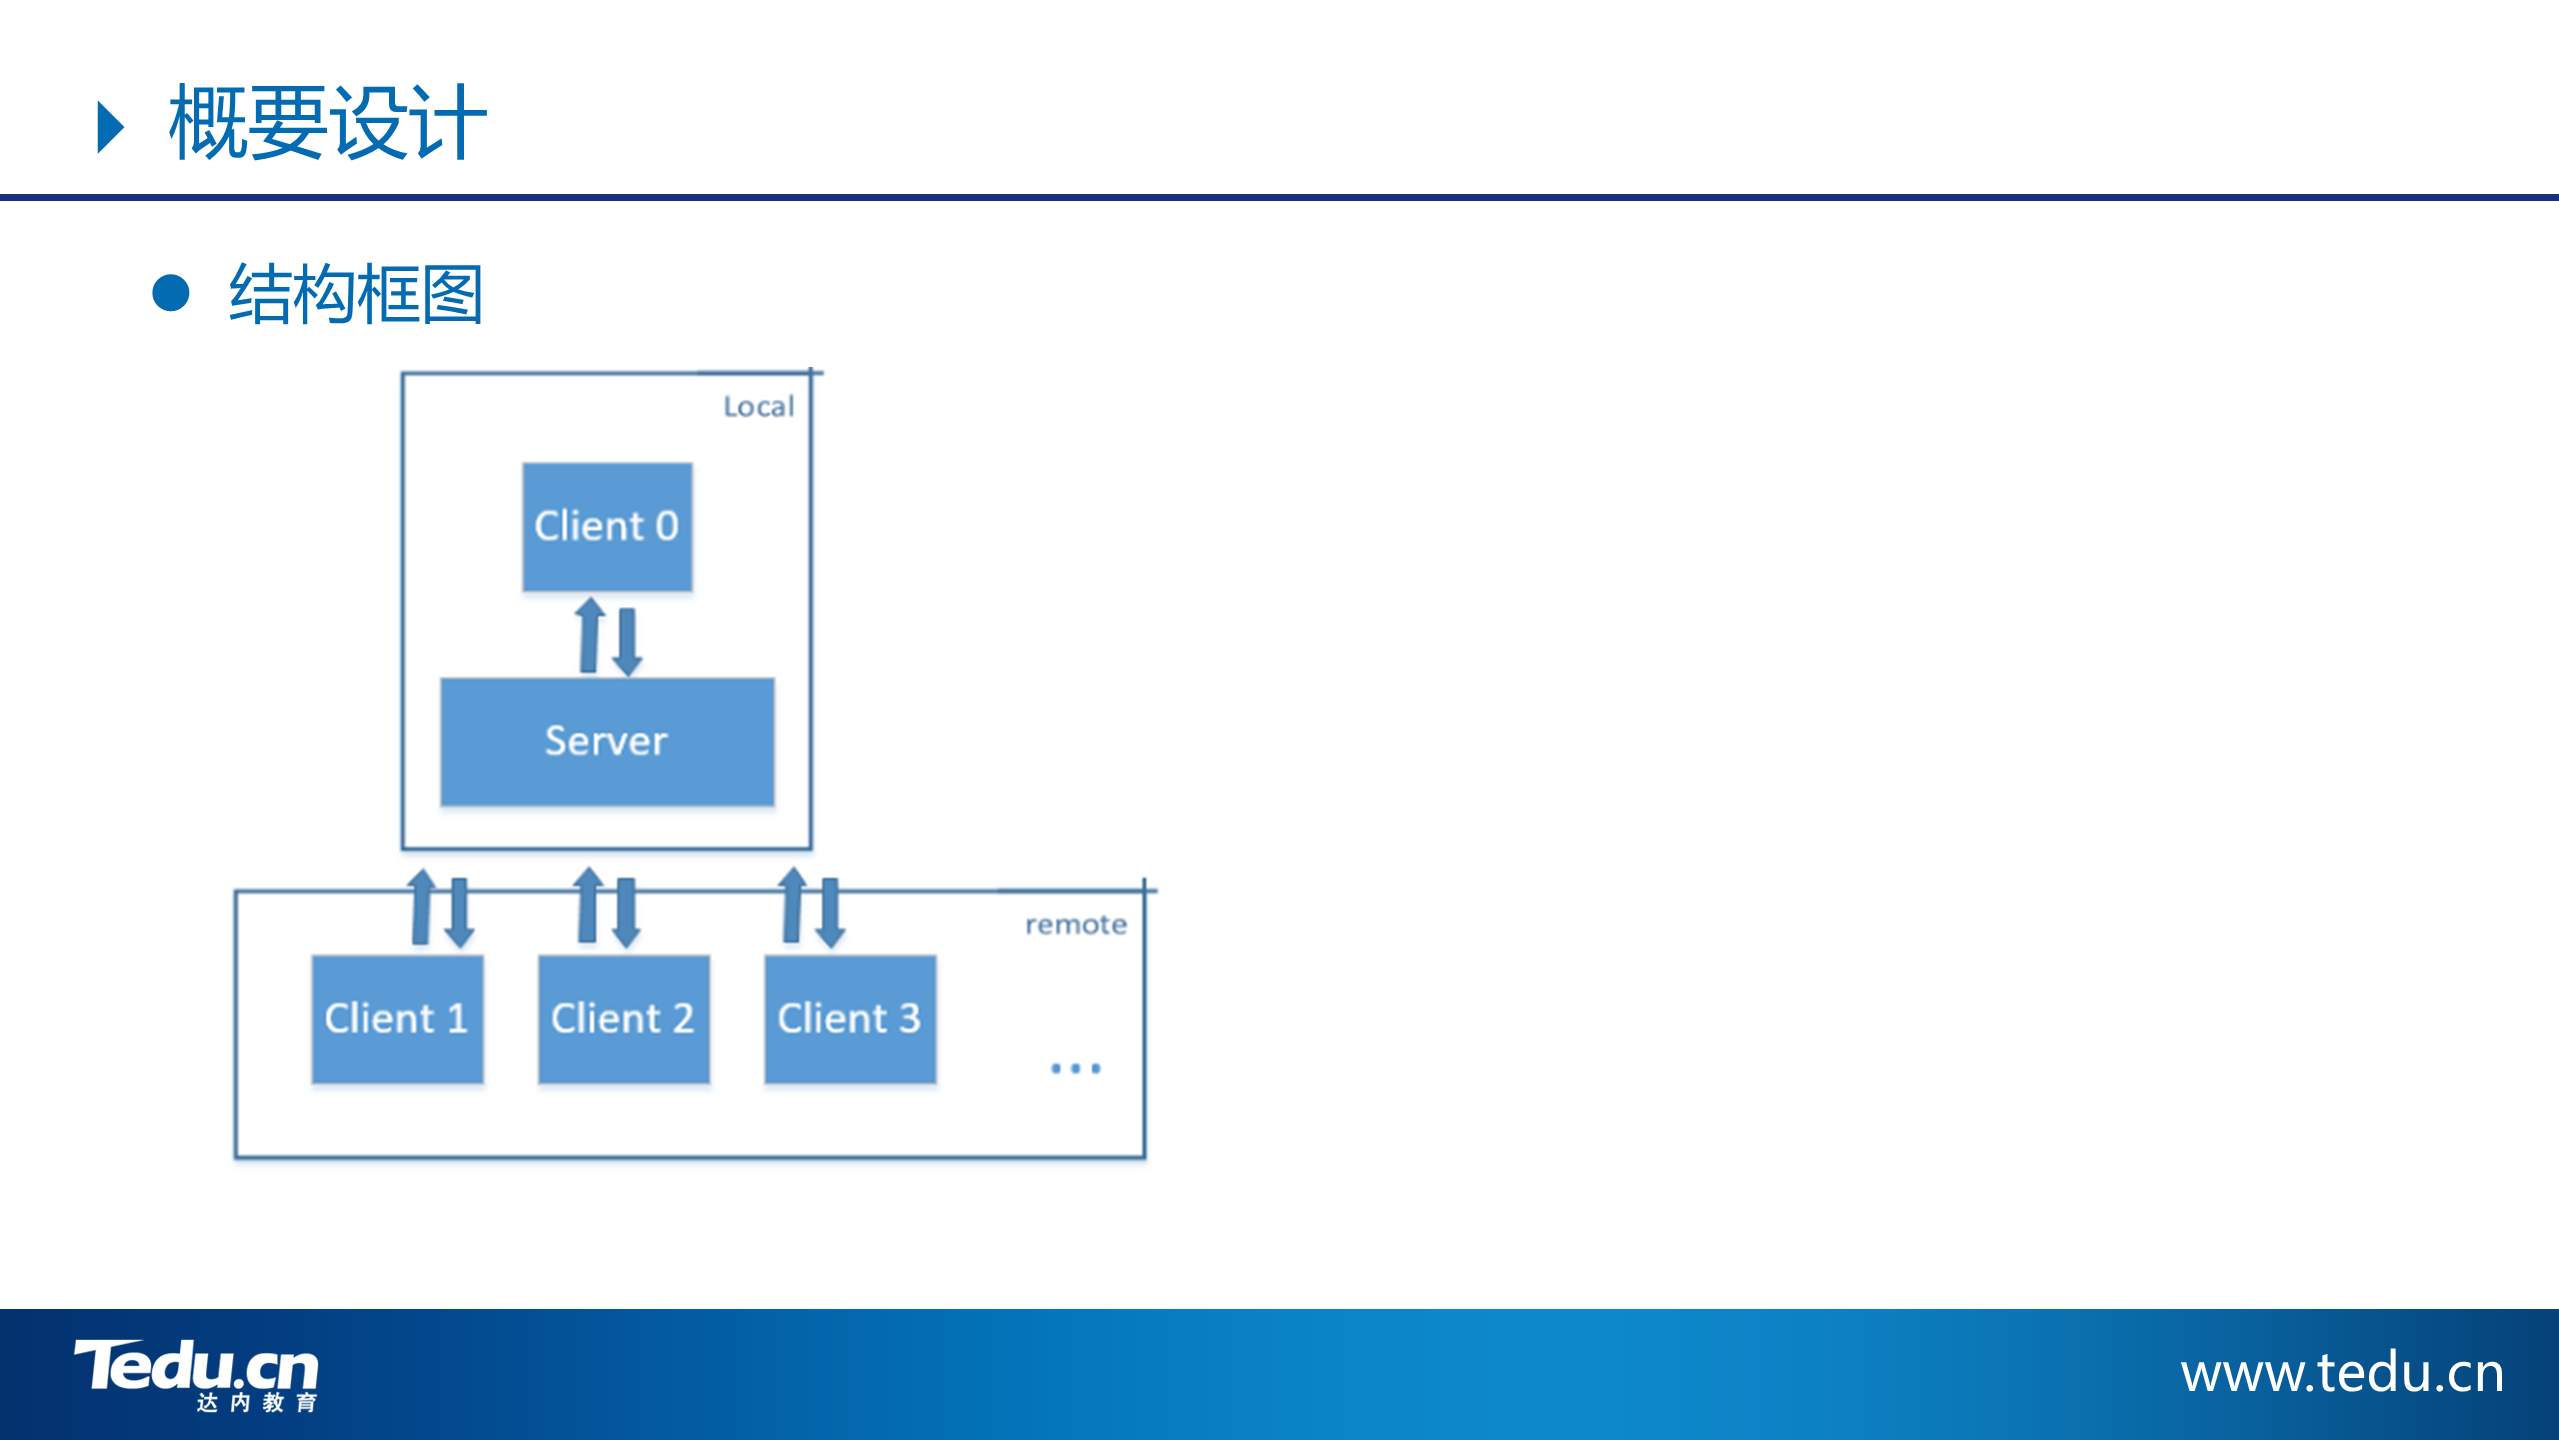 概要设计
结构框图
Local
Client 0
Server
remote
Client 1
Client 2
Client 3
...
Tedu.cn
达内教育
www.tedu.cn